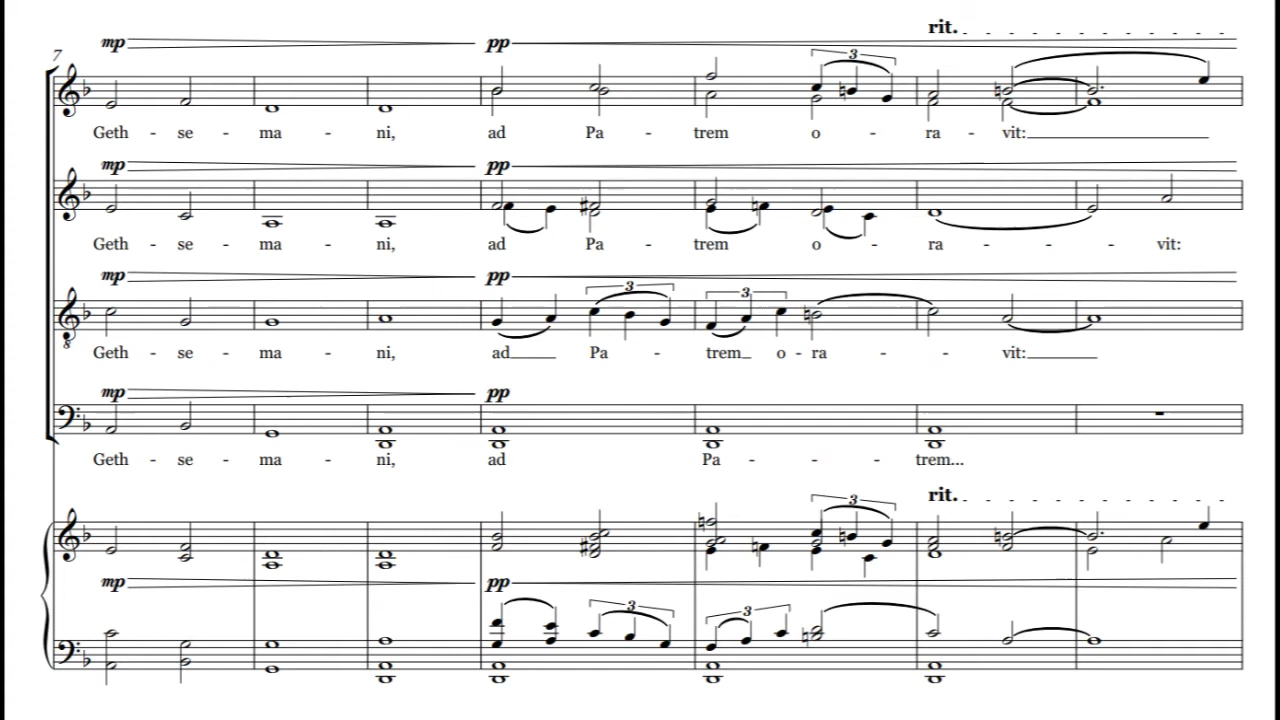 rit.
7 mp pp 3
Geth - se - ma - ni, ad Pa - trem o - ra - vit:
mp pp
Geth - se - ma - ni, ad Pa - trem o - ra - - - vit:
mp pp 3 3
8
Geth - se - ma - ni, ad Pa - trem o - ra - - vit:
mp pp
Geth - se - ma - ni, ad Pa - - - trem...
rit.
3
mp pp
3 3